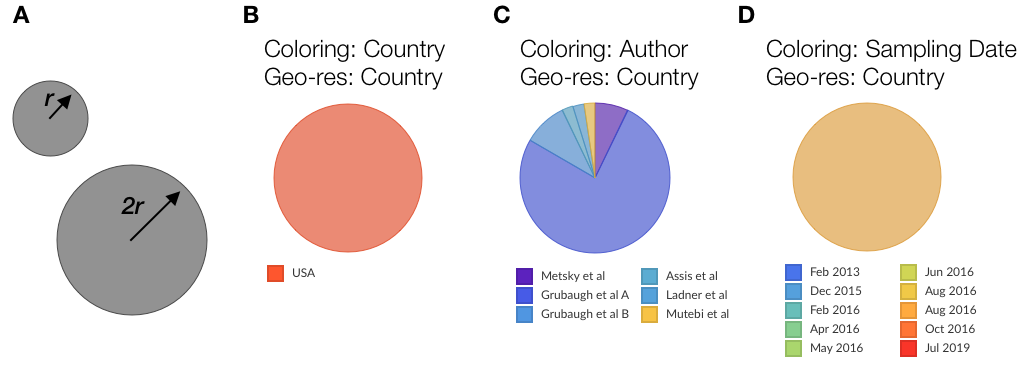 A
r
2r
B
Coloring: Country
Geo-res: Country
USA
C
Coloring: Author
Geo-res: Country
Metsky et al
Grubaugh et al A
Grubaugh et al B
Assis et al
Ladner et al
Mutebi et al
D
Coloring: Sampling Date
Geo-res: Country
Feb 2013
Dec 2015
Feb 2016
Apr 2016
May 2016
Jun 2016
Aug 2016
Aug 2016
Oct 2016
Jul 2019